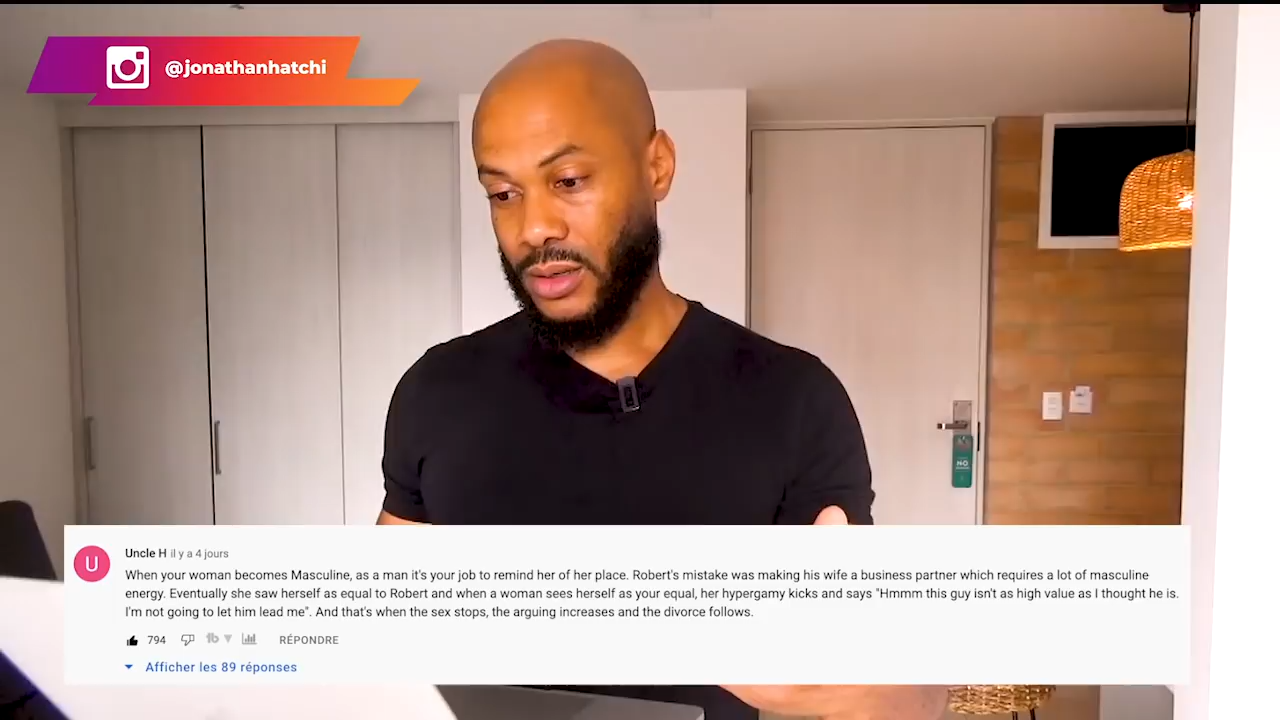 @jonathanhatchi
NO
U
Uncle H il y a 4 jours
When your woman becomes Masculine, as a man it's your job to remind her of her place. Robert's mistake was making his wife a business partner which requires a lot of masculine
energy. Eventually she saw herself as equal to Robert and when a woman sees herself as your equal, her hypergamy kicks and says "Hmmm this guy isn't as high value as I thought he is.
I'm not going to let him lead me". And that's when the sex stops, the arguing increases and the divorce follows.
794 RÉPONDRE
Afficher les 89 réponses